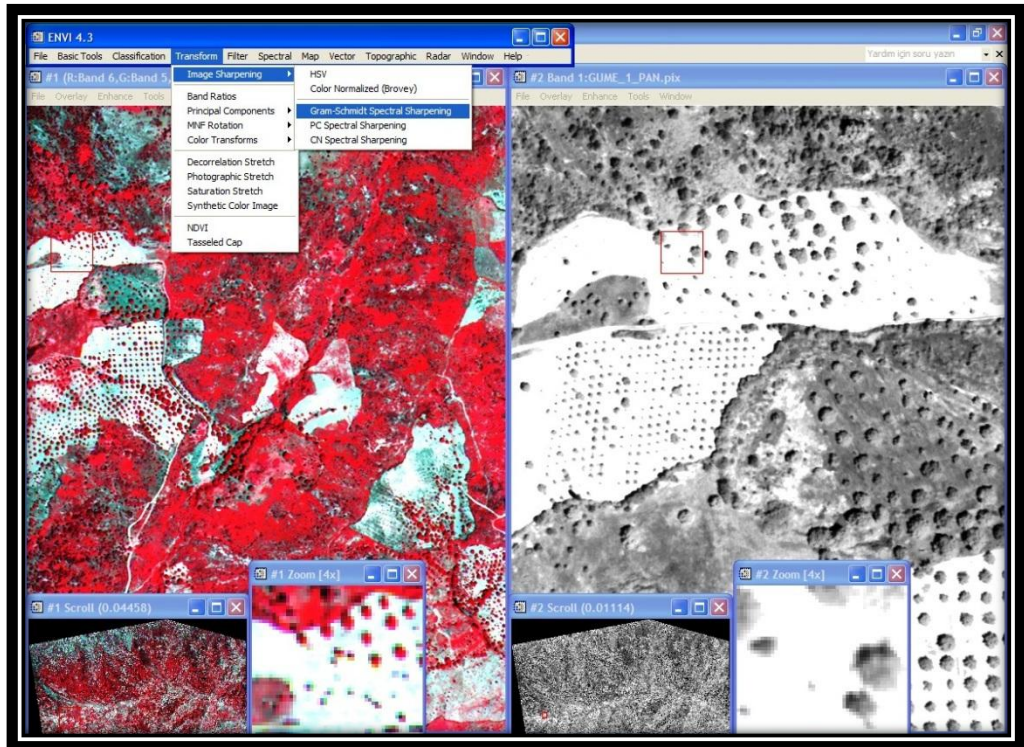 ENVI 4.3
File Basic Tools Classification Transform Filter Spectral Map Vector Topographic Radar Window Help
Yardım için soru yazın
#1 (R:Band 6,G:Band 5,
File Overlay Enhance Tools
Image Sharpening
Band Ratios
Principal Components
MNF Rotation
Color Transforms
Decorrelation Stretch
Photographic Stretch
Saturation Stretch
Synthetic Color Image
NDVI
Tasseled Cap
HSV
Color Normalized (Brovey)
Gram-Schmidt Spectral Sharpening
PC Spectral Sharpening
CN Spectral Sharpening
#2 Band 1:GUME_1_PAN.pix
File Overlay Enhance Tools Window
#1 Zoom [4x]
#1 Scroll (0.04458)
#2 Zoom [4x]
#2 Scroll (0.01114)